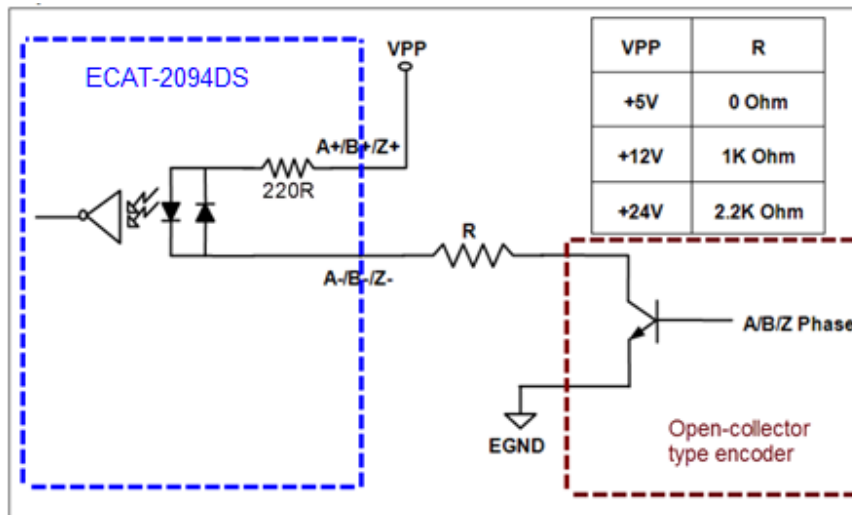 ECAT-2094DS
VPP
A+/B+/Z+
220R
A-/B-/Z-
R
VPP R
+5V 0 Ohm
+12V 1K Ohm
+24V 2.2K Ohm
A/B/Z Phase
EGND
Open-collector
type encoder